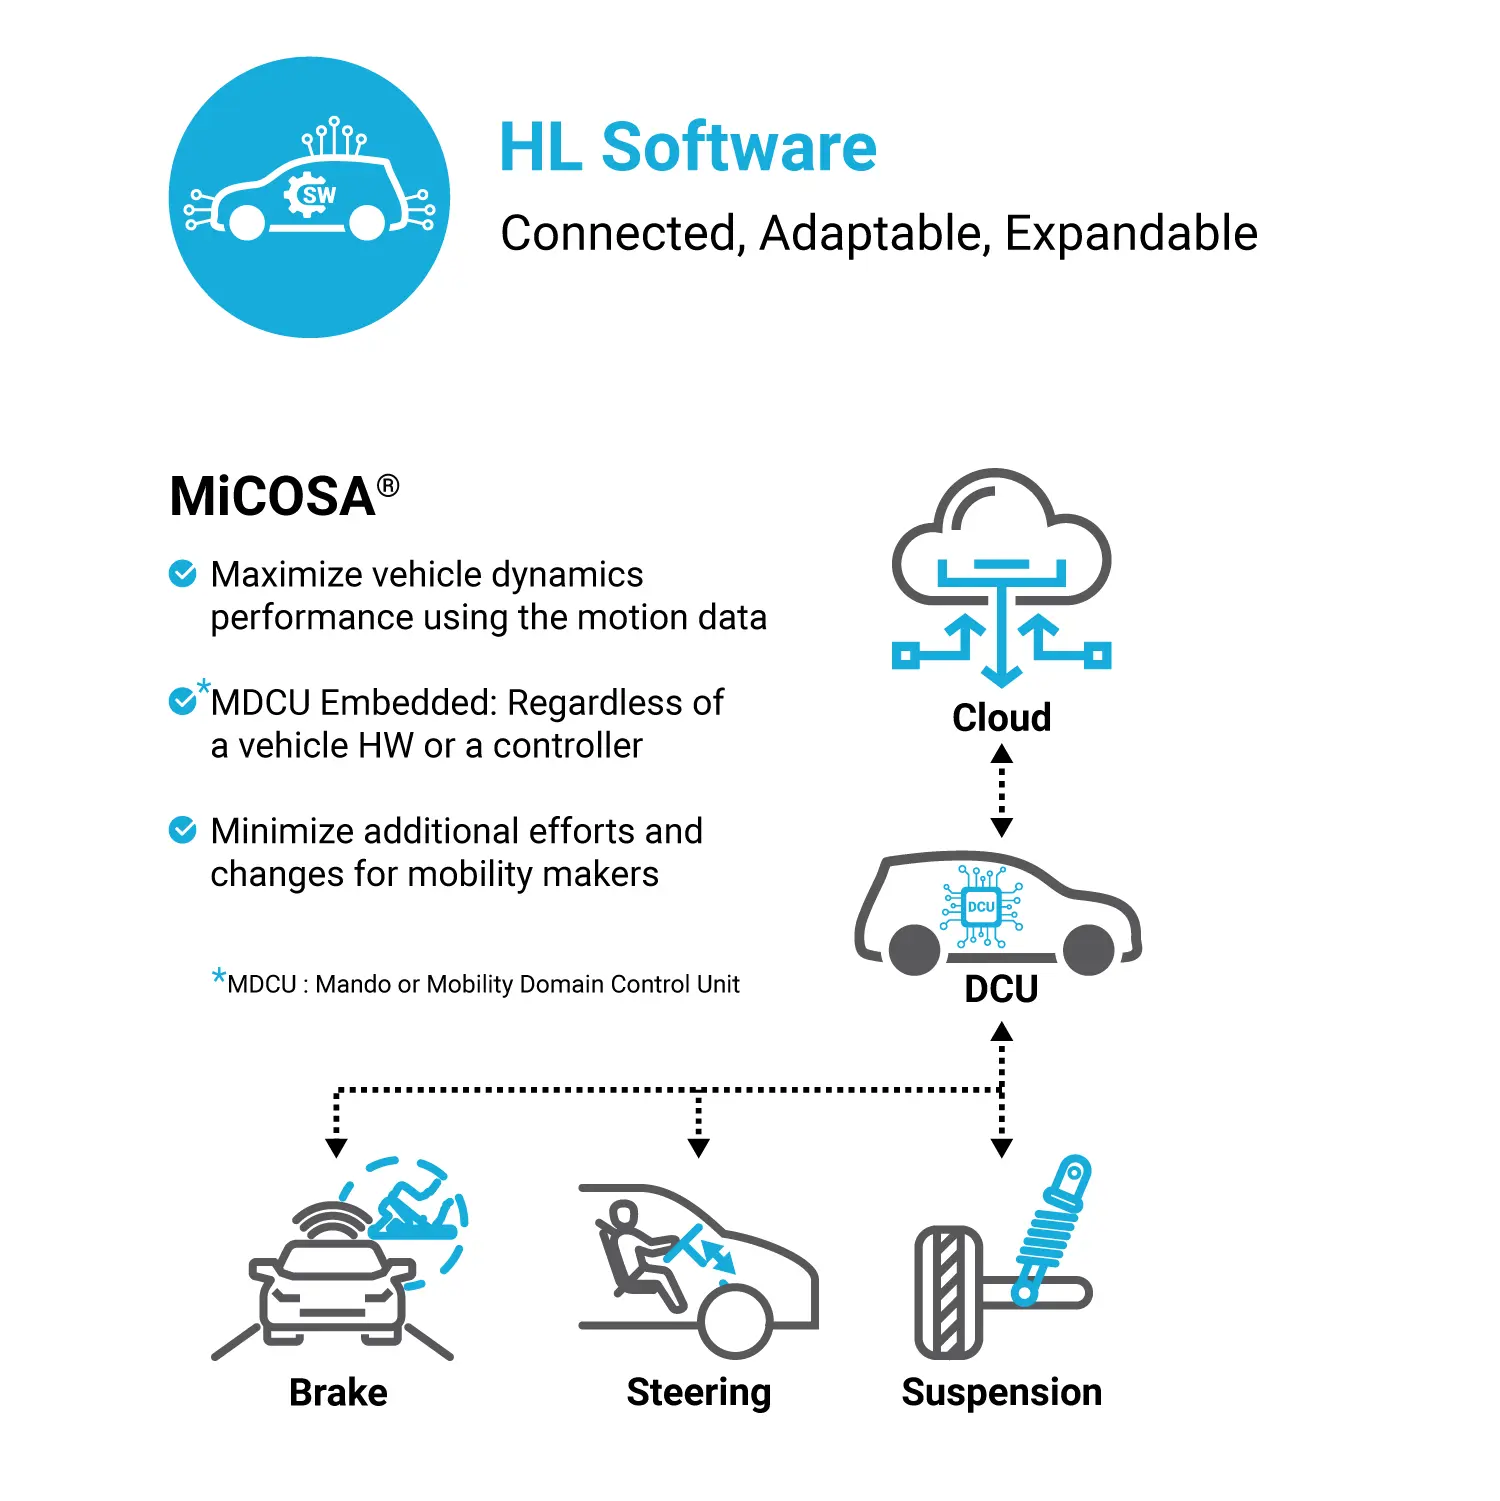 SW
HL Software
Connected, Adaptable, Expandable
MiCOSA®
Maximize vehicle dynamics
performance using the motion data
*MDCU Embedded: Regardless of
a vehicle HW or a controller
Minimize additional efforts and
changes for mobility makers
*MDCU : Mando or Mobility Domain Control Unit
Cloud
DCU
DCU
Brake
Steering
Suspension